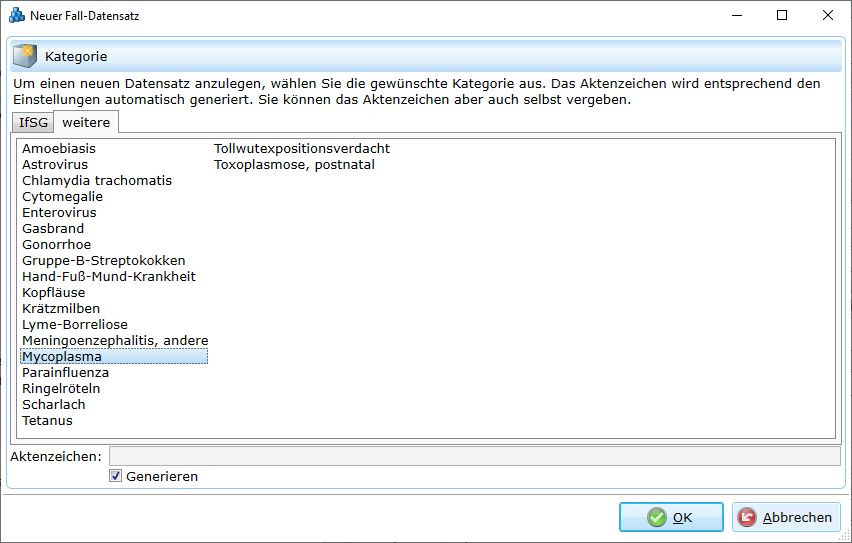 Neuer Fall-Datensatz
Kategorie
Um einen neuen Datensatz anzulegen, wählen Sie die gewünschte Kategorie aus. Das Aktenzeichen wird entsprechend den
Einstellungen automatisch generiert. Sie können das Aktenzeichen aber auch selbst vergeben.
IfSG weitere
Amoebiasis
Astrovirus
Chlamydia trachomatis
Cytomegalie
Enterovirus
Gasbrand
Gonorrhoe
Gruppe-B-Streptokokken
Hand-Fuß-Mund-Krankheit
Kopfläuse
Krätzmilben
Lyme-Borreliose
Meningoenzephalitis, andere
Mycoplasma
Parainfluenza
Ringelröteln
Scharlach
Tetanus
Tollwutexpositionsverdacht
Toxoplasmose, postnatal
Aktenzeichen:
Generieren
OK Abbrechen